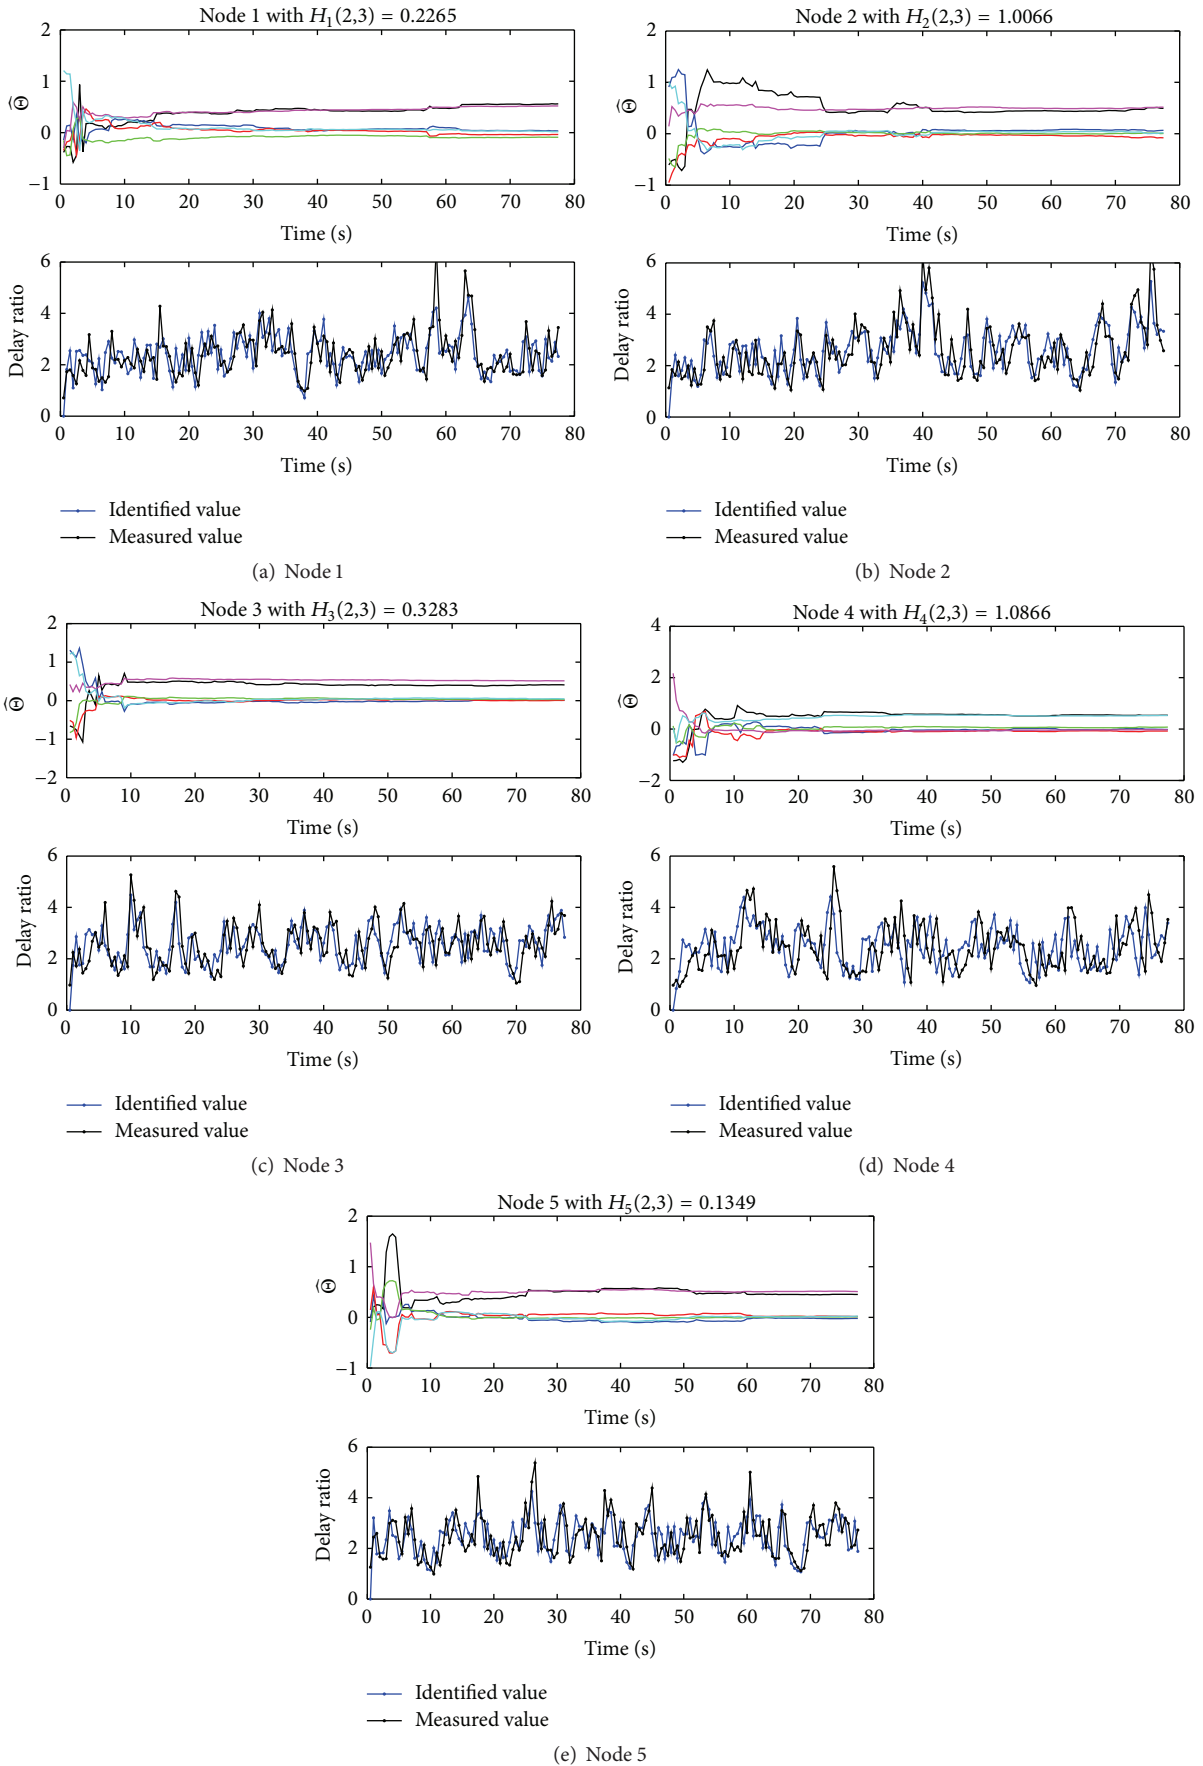 Node 1 with H1(2,3) = 0.2265
Θ̂
2
1
0
−1
0 10 20 30 40 50 60 70 80
Time (s)
Delay ratio
6
4
2
0
0 10 20 30 40 50 60 70 80
Time (s)
Identified value
Measured value
(a) Node 1
Node 2 with H2(2,3) = 1.0066
Θ̂
2
1
0
−1
0 10 20 30 40 50 60 70 80
Time (s)
Delay ratio
6
4
2
0
0 10 20 30 40 50 60 70 80
Time (s)
Identified value
Measured value
(b) Node 2
Node 3 with H3(2,3) = 0.3283
Θ̂
2
1
0
−1
−2
0 10 20 30 40 50 60 70 80
Time (s)
Delay ratio
6
4
2
0
0 10 20 30 40 50 60 70 80
Time (s)
Identified value
Measured value
(c) Node 3
Node 4 with H4(2,3) = 1.0866
Θ̂
4
2
0
−2
0 10 20 30 40 50 60 70 80
Time (s)
Delay ratio
6
4
2
0
0 10 20 30 40 50 60 70 80
Time (s)
Identified value
Measured value
(d) Node 4
Node 5 with H5(2,3) = 0.1349
Θ̂
2
1
0
−1
0 10 20 30 40 50 60 70 80
Time (s)
Delay ratio
6
4
2
0
0 10 20 30 40 50 60 70 80
Time (s)
Identified value
Measured value
(e) Node 5